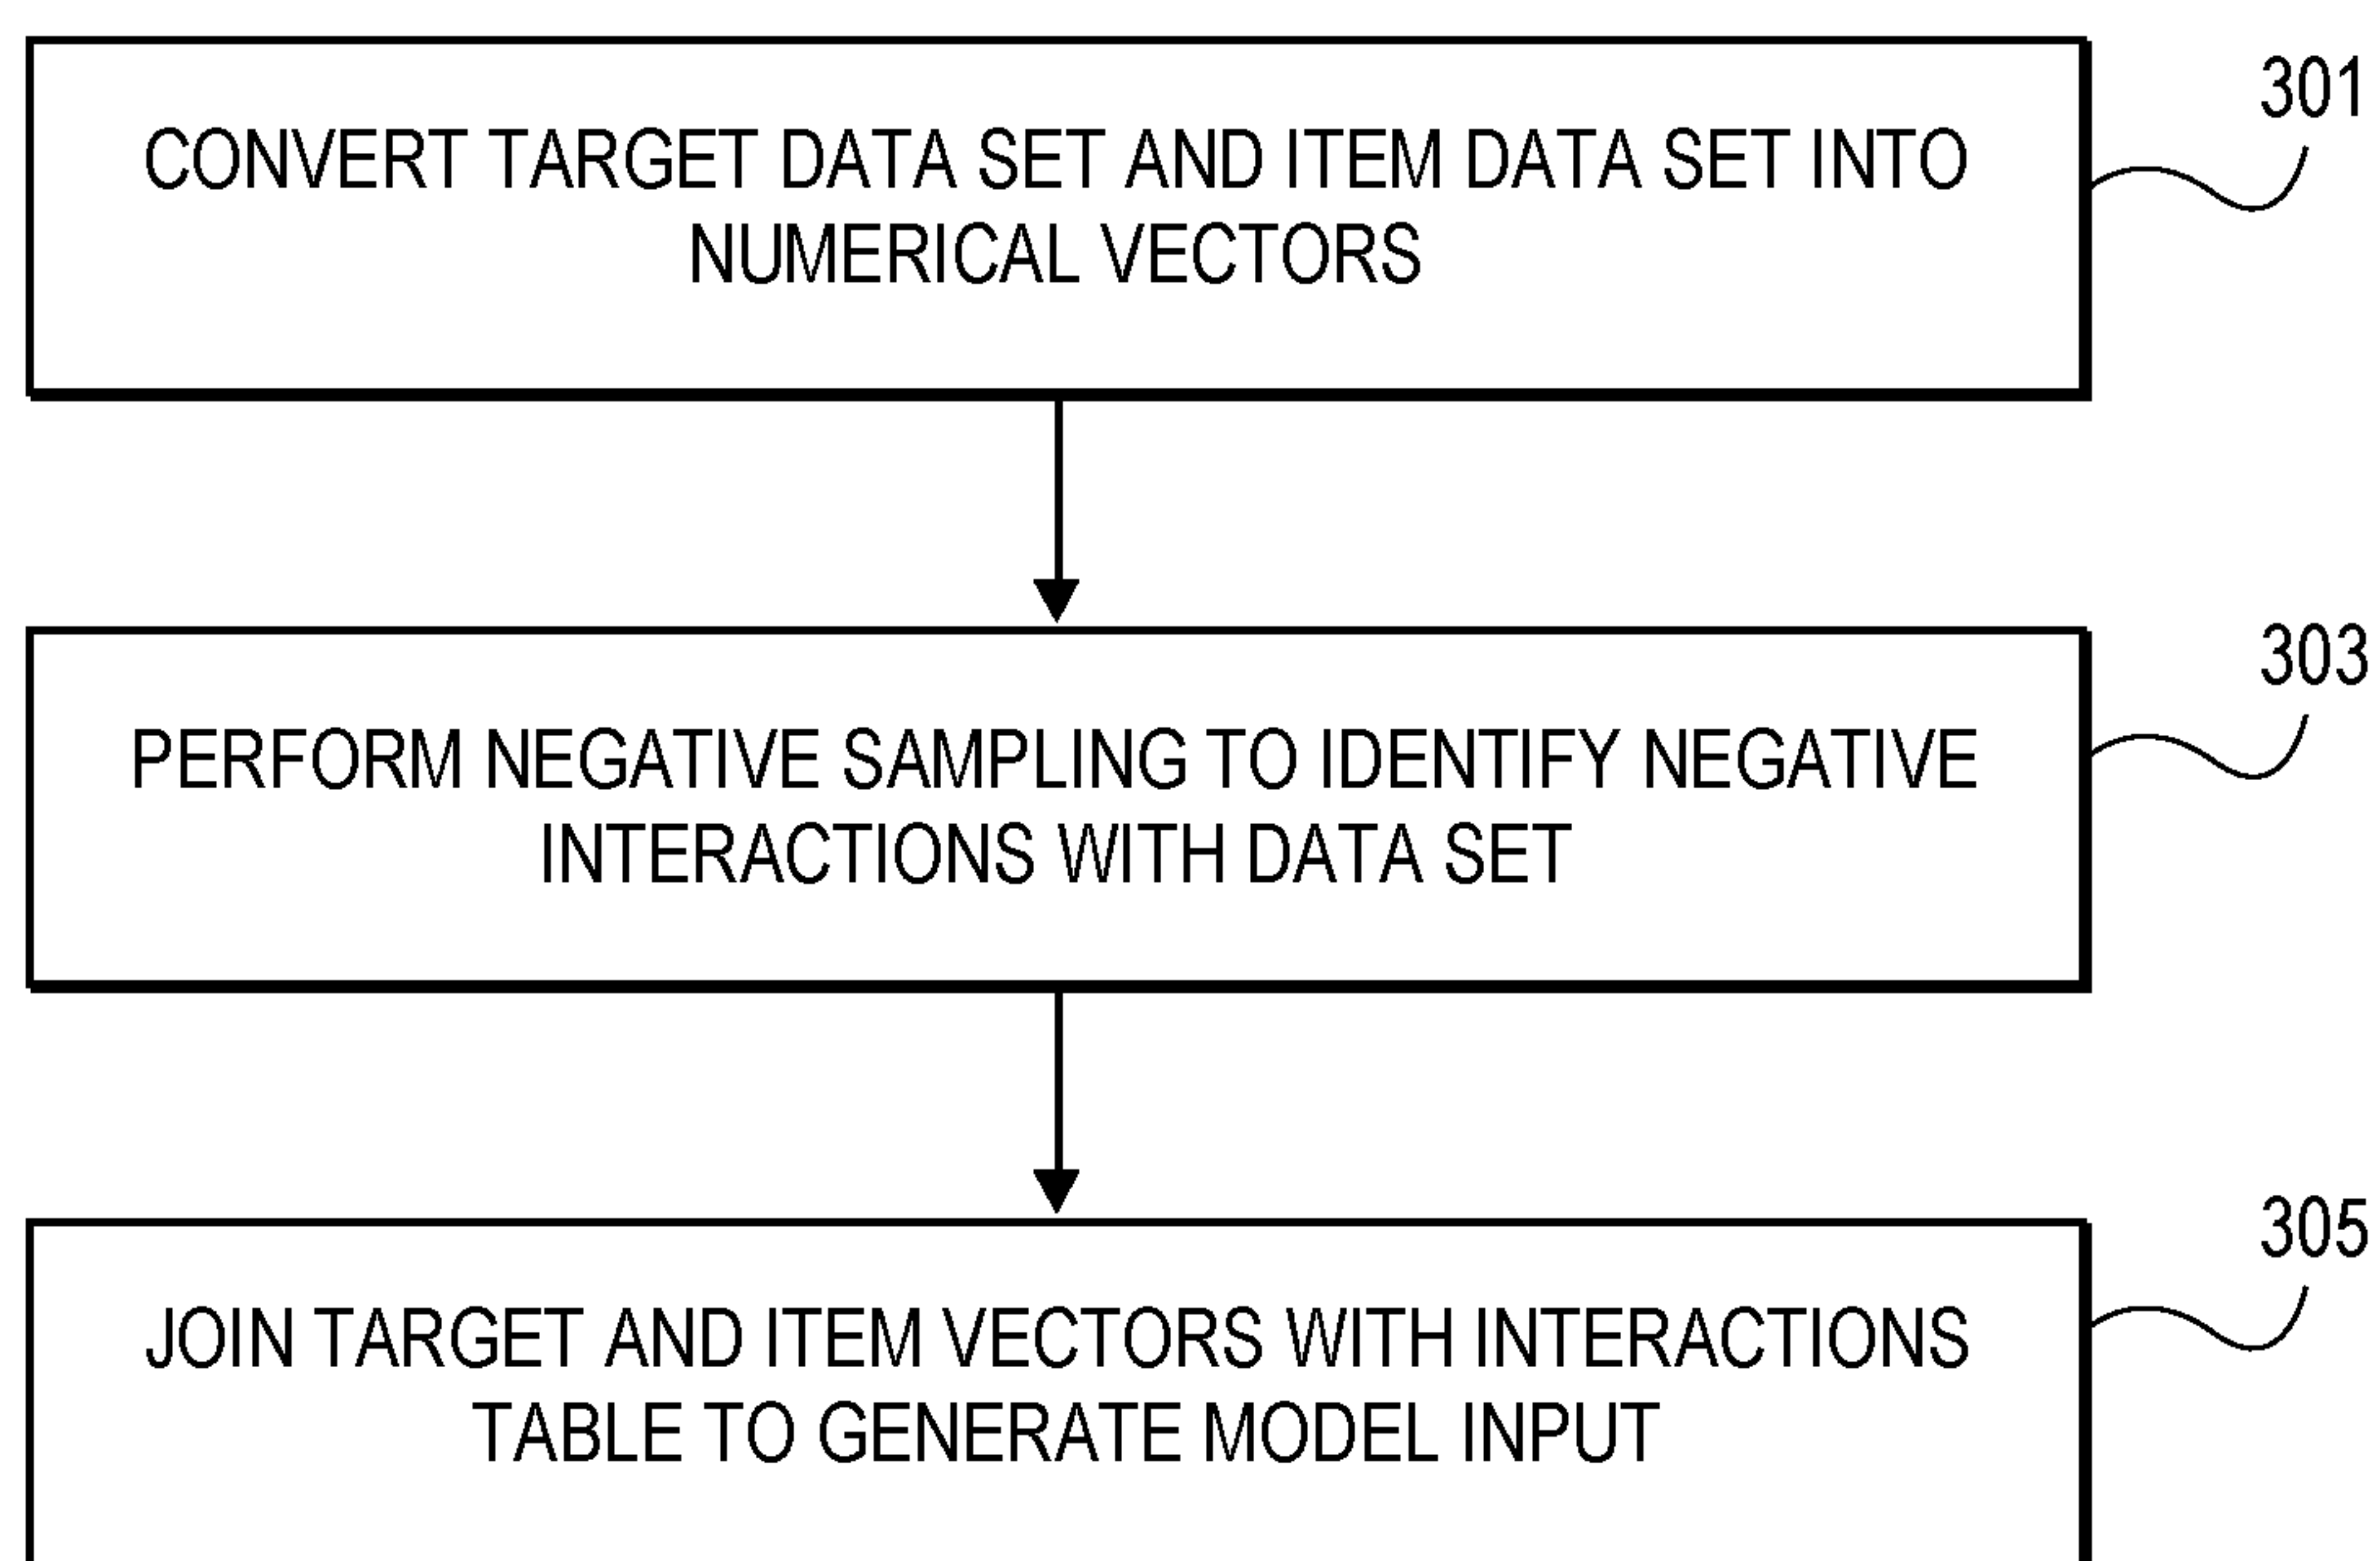 301
CONVERT TARGET DATA SET AND ITEM DATA SET INTO
NUMERICAL VECTORS
303
PERFORM NEGATIVE SAMPLING TO IDENTIFY NEGATIVE
INTERACTIONS WITH DATA SET
305
JOIN TARGET AND ITEM VECTORS WITH INTERACTIONS
TABLE TO GENERATE MODEL INPUT